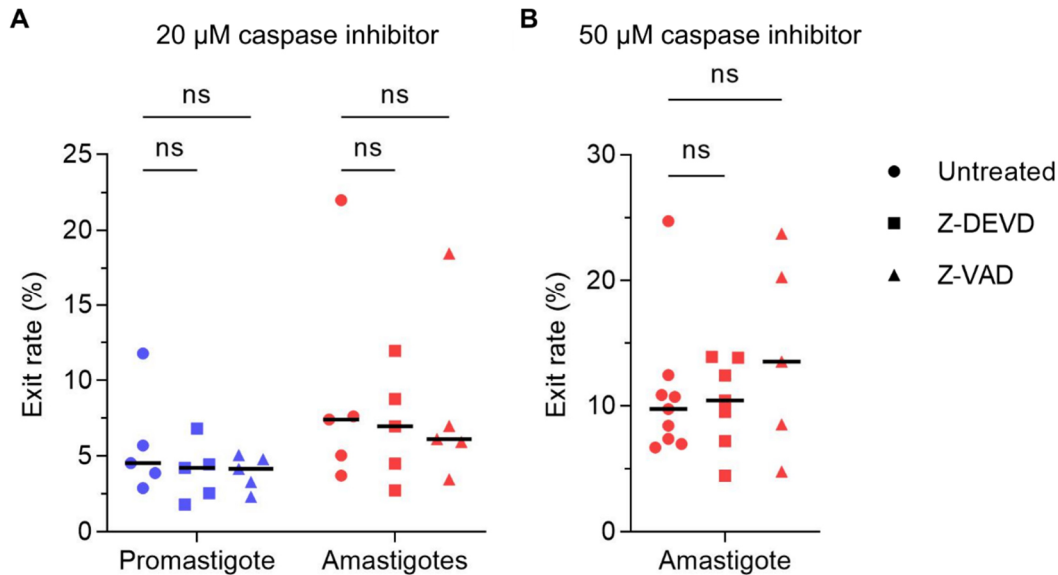 A
20 µM caspase inhibitor
ns
ns
ns
ns
25
20
15
10
5
0
Exit rate (%)
Promastigote
Amastigotes
B
50 µM caspase inhibitor
ns
ns
30
20
10
0
Exit rate (%)
Amastigote
Untreated
Z-DEVD
Z-VAD